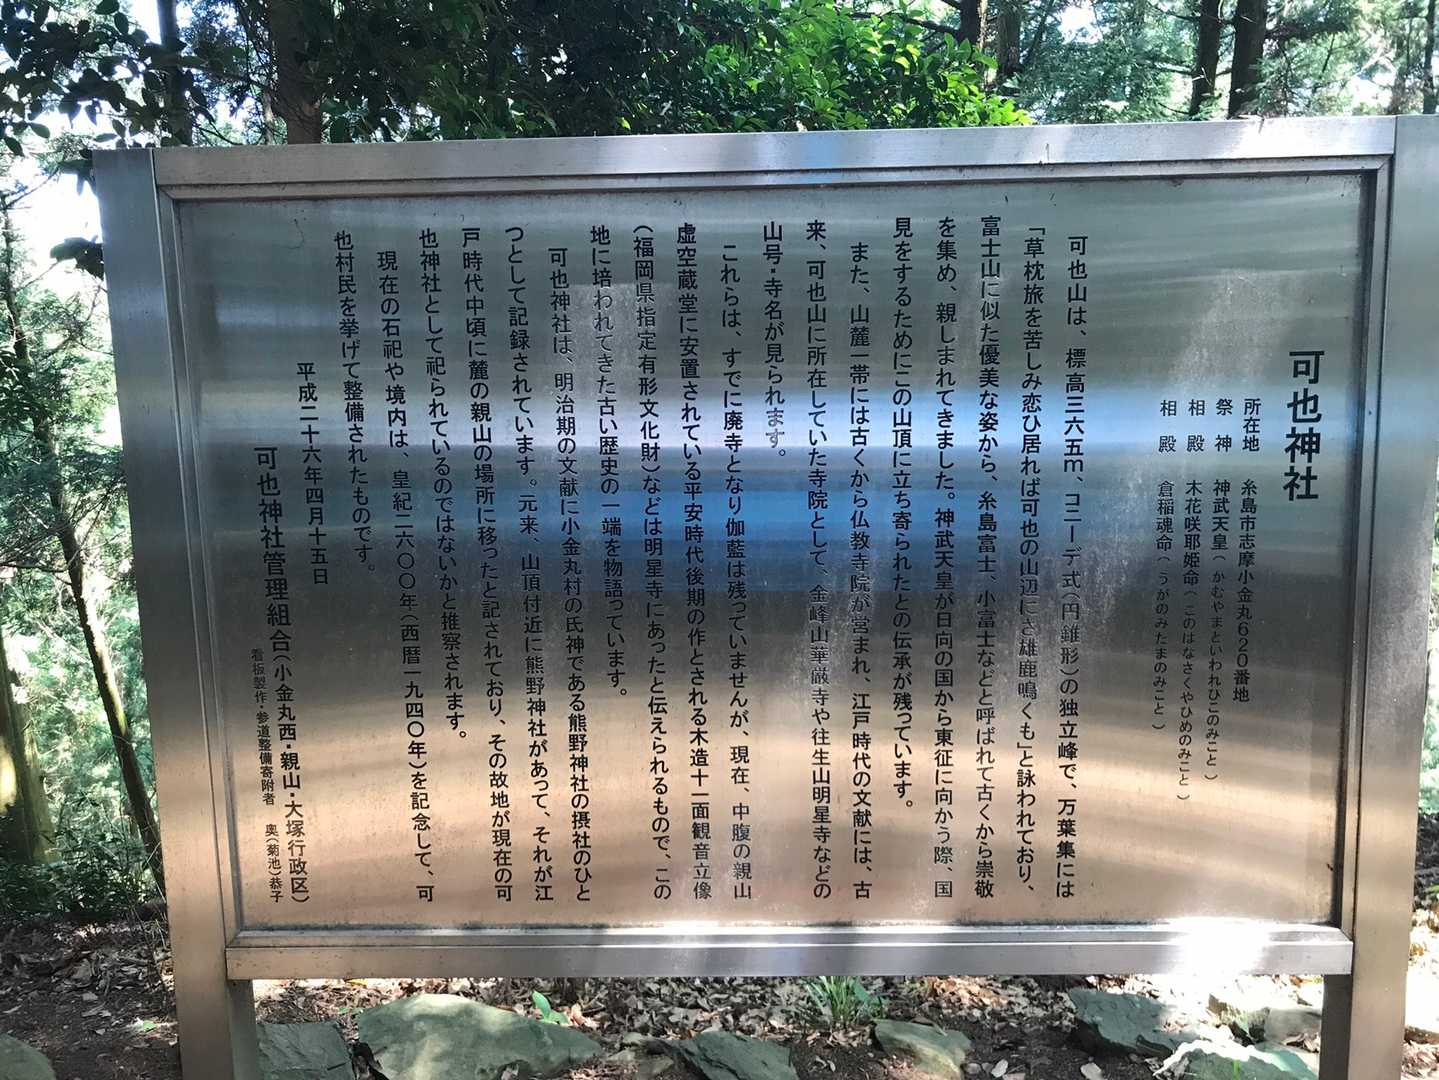 可也神社
所在地　糸島市志摩小金丸620番地
祭神　神武天皇(かむやまといわれひこのみこと)
相殿　木花咲耶姫命(このはなさくやひめのみこと)
相殿　倉稲魂命(うがのみたまのみこと)
可也山は、標高三六五m、コニーデ式(円錐形)の独立峰で、万葉集には
「草枕旅を苦しみ恋ひ居れば可也の山辺にさ雄鹿鳴くも」と詠われており、
富士山に似た優美な姿から、糸島富士、小富士などと呼ばれて古くから崇敬
を集め、親しまれてきました。神武天皇が日向の国から東征に向かう際、国
見をするためにこの山頂に立ち寄られたとの伝承が残っています。
また、山麓一帯には古くから仏教寺院が営まれ、江戸時代の文献には、古
来、可也山に所在していた寺院として、金峰山華厳寺や往生山明星寺などの
山号・寺名が見られます。
これらは、すでに廃寺となり伽藍は残っていませんが、現在、中腹の親山
虚空蔵堂に安置されている平安時代後期の作とされる木造十一面観音立像
(福岡県指定有形文化財)などは明星寺にあったと伝えられるもので、この
地に培われてきた古い歴史の一端を物語っています。
可也神社は、明治期の文献に小金丸村の氏神である熊野神社の摂社のひと
つとして記録されています。元来、山頂付近に熊野神社があって、それが江
戸時代中頃に麓の親山の場所に移ったと記されており、その故地が現在の可
也神社として祀られているのではないかと推察されます。
現在の石祀や境内は、皇紀二六〇〇年(西暦一九四〇年)を記念して、可
也村民を挙げて整備されたものです。
平成二十六年四月十五日
可也神社管理組合(小金丸西・親山・大塚行政区)
看板製作・参道整備寄附者　奥(菊池)恭子